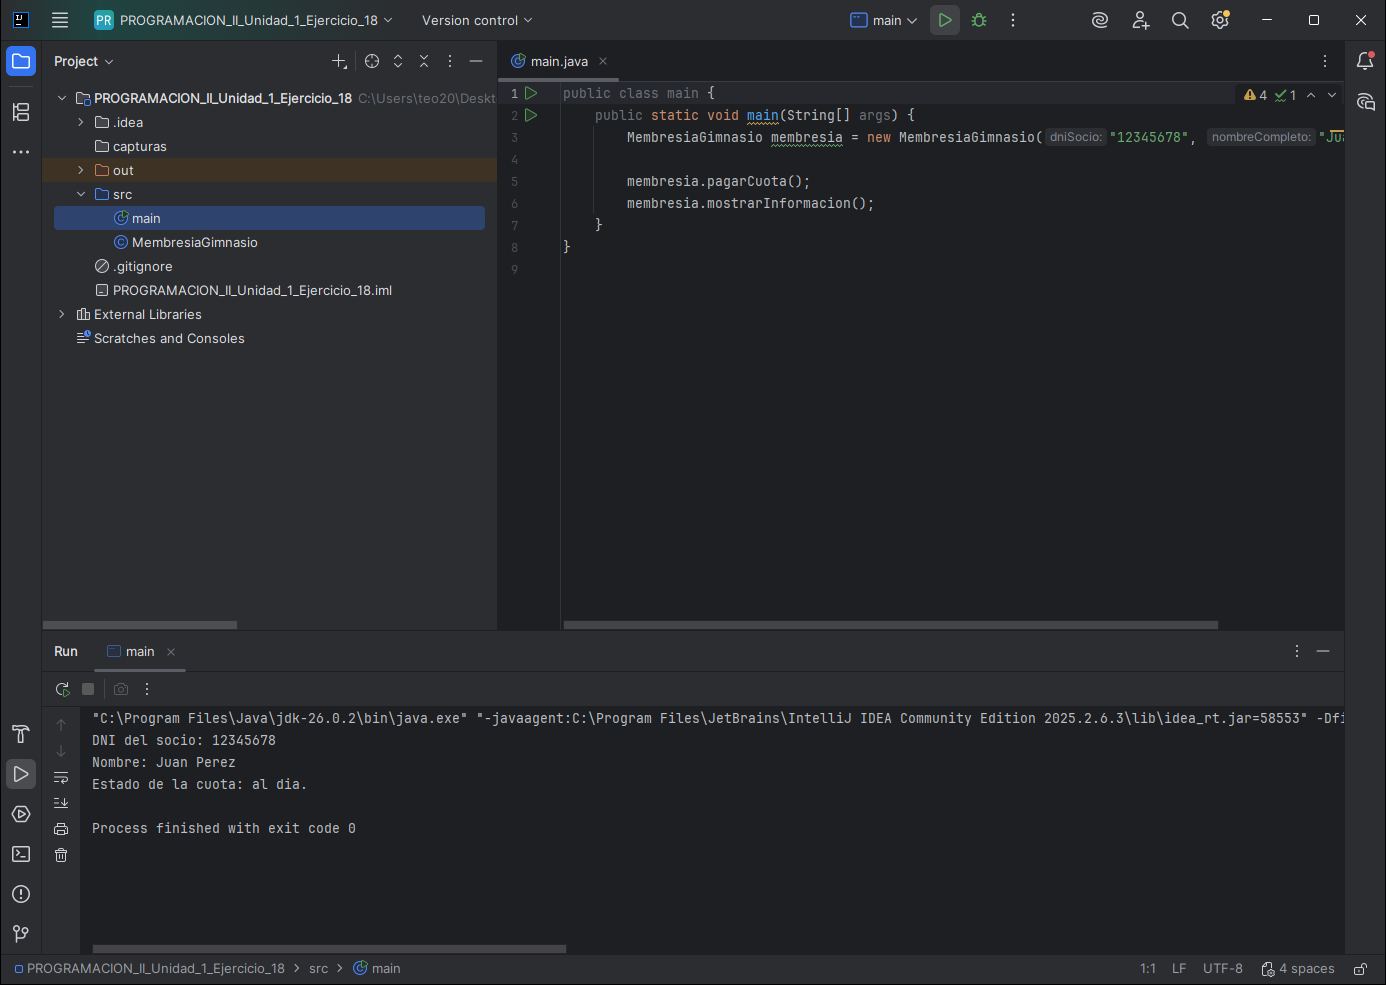 PR PROGRAMACION_II_Unidad_1_Ejercicio_18 Version control main
Project
PROGRAMACION_II_Unidad_1_Ejercicio_18 C:\Users\teo20\Deskt
.idea
capturas
out
src
main
MembresiaGimnasio
.gitignore
PROGRAMACION_II_Unidad_1_Ejercicio_18.iml
External Libraries
Scratches and Consoles
main.java
4 1
1 public class main {
2 public static void main(String[] args) {
3 MembresiaGimnasio membresia = new MembresiaGimnasio( dniSocio: "12345678", nombreCompleto: "Jua
4
5 membresia.pagarCuota();
6 membresia.mostrarInformacion();
7 }
8 }
9
Run main
"C:\Program Files\Java\jdk-26.0.2\bin\java.exe" "-javaagent:C:\Program Files\JetBrains\IntelliJ IDEA Community Edition 2025.2.6.3\lib\idea_rt.jar=58553" -Dfi
DNI del socio: 12345678
Nombre: Juan Perez
Estado de la cuota: al dia.
Process finished with exit code 0
PROGRAMACION_II_Unidad_1_Ejercicio_18 > src > main 1:1 LF UTF-8 4 spaces